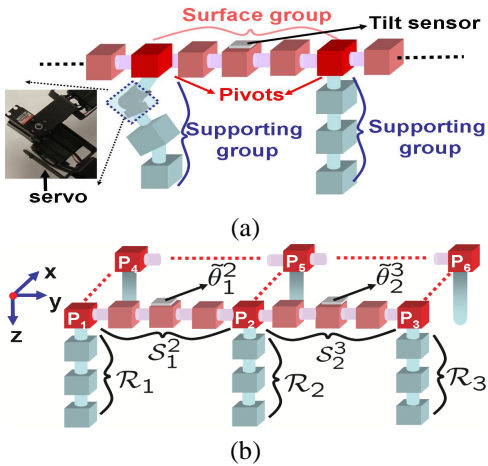 Surface group
Tilt sensor
Pivots
Supporting group
Supporting group
servo
(a)
P4
P5
P6
x
y
z
θ̃₁²
θ̃₂³
P1
P2
P3
S₁²
S₂³
R₁
R₂
R₃
(b)